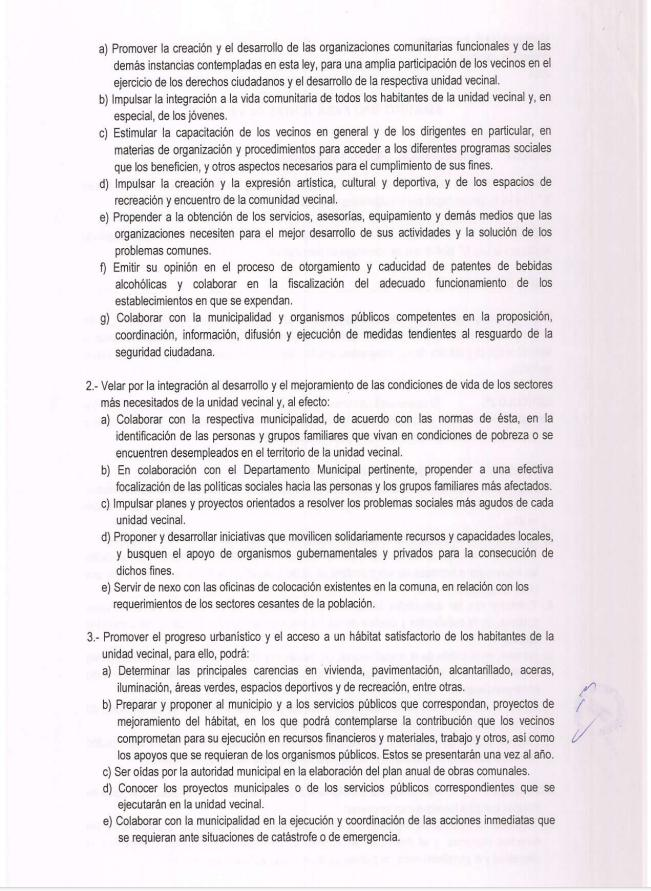 a) Promover la creación y el desarrollo de las organizaciones comunitarias funcionales y de las
demás instancias contempladas en esta ley, para una amplia participación de los vecinos en el
ejercicio de los derechos ciudadanos y el desarrollo de la respectiva unidad vecinal.
b) Impulsar la integración a la vida comunitaria de todos los habitantes de la unidad vecinal y, en
especial, de los jóvenes.
c) Estimular la capacitación de los vecinos en general y de los dirigentes en particular, en
materias de organización y procedimientos para acceder a los diferentes programas sociales
que los beneficien, y otros aspectos necesarios para el cumplimiento de sus fines.
d) Impulsar la creación y la expresión artística, cultural y deportiva, y de los espacios de
recreación y encuentro de la comunidad vecinal.
e) Propender a la obtención de los servicios, asesorías, equipamiento y demás medios que las
organizaciones necesiten para el mejor desarrollo de sus actividades y la solución de los
problemas comunes.
f) Emitir su opinión en el proceso de otorgamiento y caducidad de patentes de bebidas
alcohólicas y colaborar en la fiscalización del adecuado funcionamiento de los
establecimientos en que se expendan.
g) Colaborar con la municipalidad y organismos públicos competentes en la proposición,
coordinación, información, difusión y ejecución de medidas tendientes al resguardo de la
seguridad ciudadana.
2.- Velar por la integración al desarrollo y el mejoramiento de las condiciones de vida de los sectores
más necesitados de la unidad vecinal y, al efecto:
a) Colaborar con la respectiva municipalidad, de acuerdo con las normas de ésta, en la
identificación de las personas y grupos familiares que vivan en condiciones de pobreza o se
encuentren desempleados en el territorio de la unidad vecinal.
b) En colaboración con el Departamento Municipal pertinente, propender a una efectiva
focalización de las políticas sociales hacia las personas y los grupos familiares más afectados.
c) Impulsar planes y proyectos orientados a resolver los problemas sociales más agudos de cada
unidad vecinal.
d) Proponer y desarrollar iniciativas que movilicen solidariamente recursos y capacidades locales,
y busquen el apoyo de organismos gubernamentales y privados para la consecución de
dichos fines.
e) Servir de nexo con las oficinas de colocación existentes en la comuna, en relación con los
requerimientos de los sectores cesantes de la población.
3.- Promover el progreso urbanístico y el acceso a un hábitat satisfactorio de los habitantes de la
unidad vecinal, para ello, podrá:
a) Determinar las principales carencias en vivienda, pavimentación, alcantarillado, aceras,
iluminación, áreas verdes, espacios deportivos y de recreación, entre otras.
b) Preparar y proponer al municipio y a los servicios públicos que correspondan, proyectos de
mejoramiento del hábitat, en los que podrá contemplarse la contribución que los vecinos
comprometan para su ejecución en recursos financieros y materiales, trabajo y otros, así como
los apoyos que se requieran de los organismos públicos. Estos se presentarán una vez al año.
c) Ser oídas por la autoridad municipal en la elaboración del plan anual de obras comunales.
d) Conocer los proyectos municipales o de los servicios públicos correspondientes que se
ejecutarán en la unidad vecinal.
e) Colaborar con la municipalidad en la ejecución y coordinación de las acciones inmediatas que
se requieran ante situaciones de catástrofe o de emergencia.